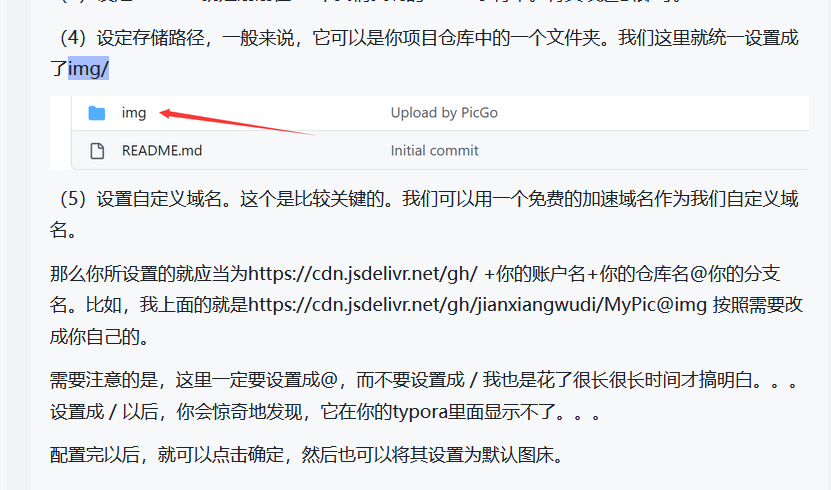 （4）设定存储路径，一般来说，它可以是你项目仓库中的一个文件夹。我们这里就统一设置成
了img/
img Upload by PicGo
README.md Initial commit
（5）设置自定义域名。这个是比较关键的。我们可以用一个免费的加速域名作为我们自定义域
名。
那么你所设置的就应当为https://cdn.jsdelivr.net/gh/ +你的账户名+你的仓库名@你的分支
名。比如，我上面的就是https://cdn.jsdelivr.net/gh/jianxiangwudi/MyPic@img 按照需要改
成你自己的。
需要注意的是，这里一定要设置成@，而不要设置成 / 我也是花了很长很长时间才搞明白。。。
设置成 / 以后，你会惊奇地发现，它在你的typora里面显示不了。。。
配置完以后，就可以点击确定，然后也可以将其设置为默认图床。